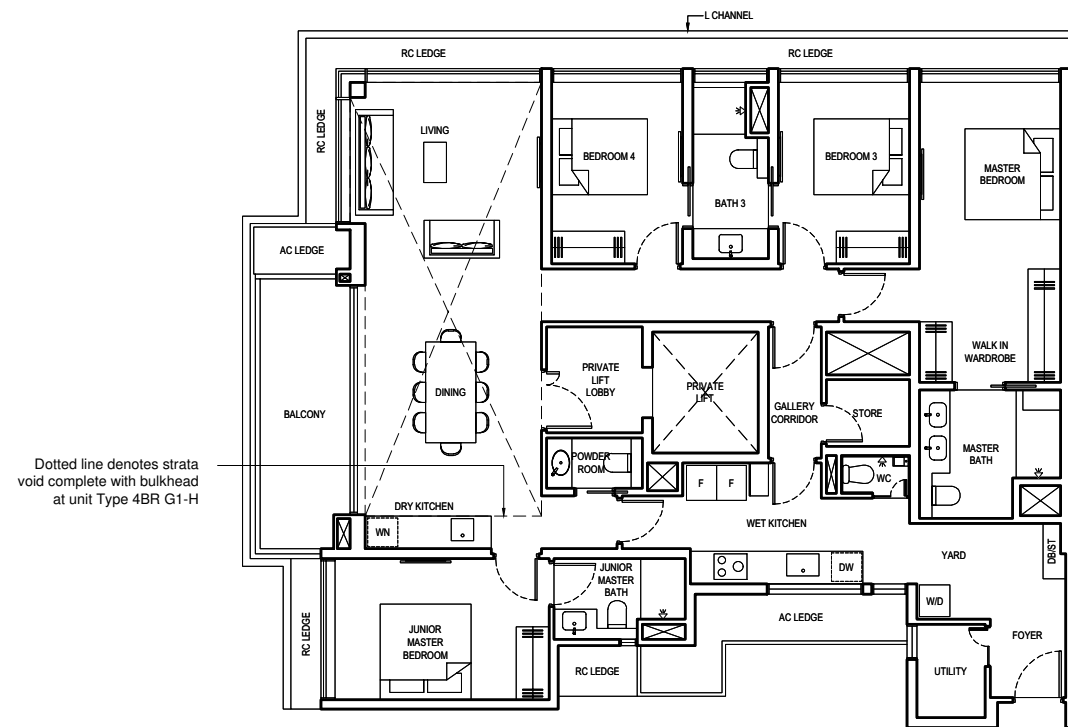 L CHANNEL
RC LEDGE
RC LEDGE
RC LEDGE
LIVING
BEDROOM 4
BEDROOM 3
MASTER
BEDROOM
BATH 3
AC LEDGE
WALK IN
WARDROBE
PRIVATE
LIFT
LOBBY
PRIVATE
LIFT
DINING
BALCONY
GALLERY
CORRIDOR
STORE
MASTER
BATH
POWDER
ROOM
Dotted line denotes strata
void complete with bulkhead
at unit Type 4BR G1-H
F
F
WC
DRY KITCHEN
WN
WET KITCHEN
YARD
DB/ST
JUNIOR
MASTER
BATH
DW
W/D
AC LEDGE
RC LEDGE
JUNIOR
MASTER
BEDROOM
FOYER
RC LEDGE
UTILITY